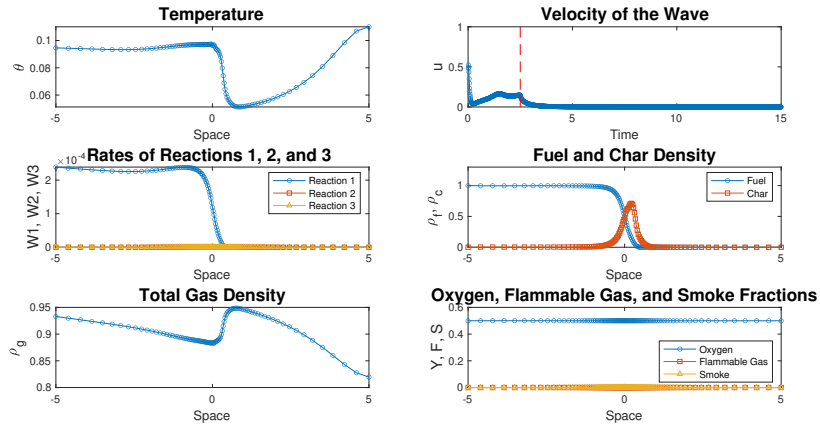 Temperature
0.1
0.08
0.06
θ
-5 0 5
Space
Velocity of the Wave
1
0.5
0
u
0 5 10 15
Time
Rates of Reactions 1, 2, and 3
×10⁻⁴
2
0
W1, W2, W3
Reaction 1
Reaction 2
Reaction 3
-5 0 5
Space
Fuel and Char Density
1
0.5
0
ρf, ρc
Fuel
Char
-5 0 5
Space
Total Gas Density
0.95
0.9
0.85
0.8
ρg
-5 0 5
Space
Oxygen, Flammable Gas, and Smoke Fractions
0.6
0.4
0.2
0
Y, F, S
Oxygen
Flammable Gas
Smoke
-5 0 5
Space